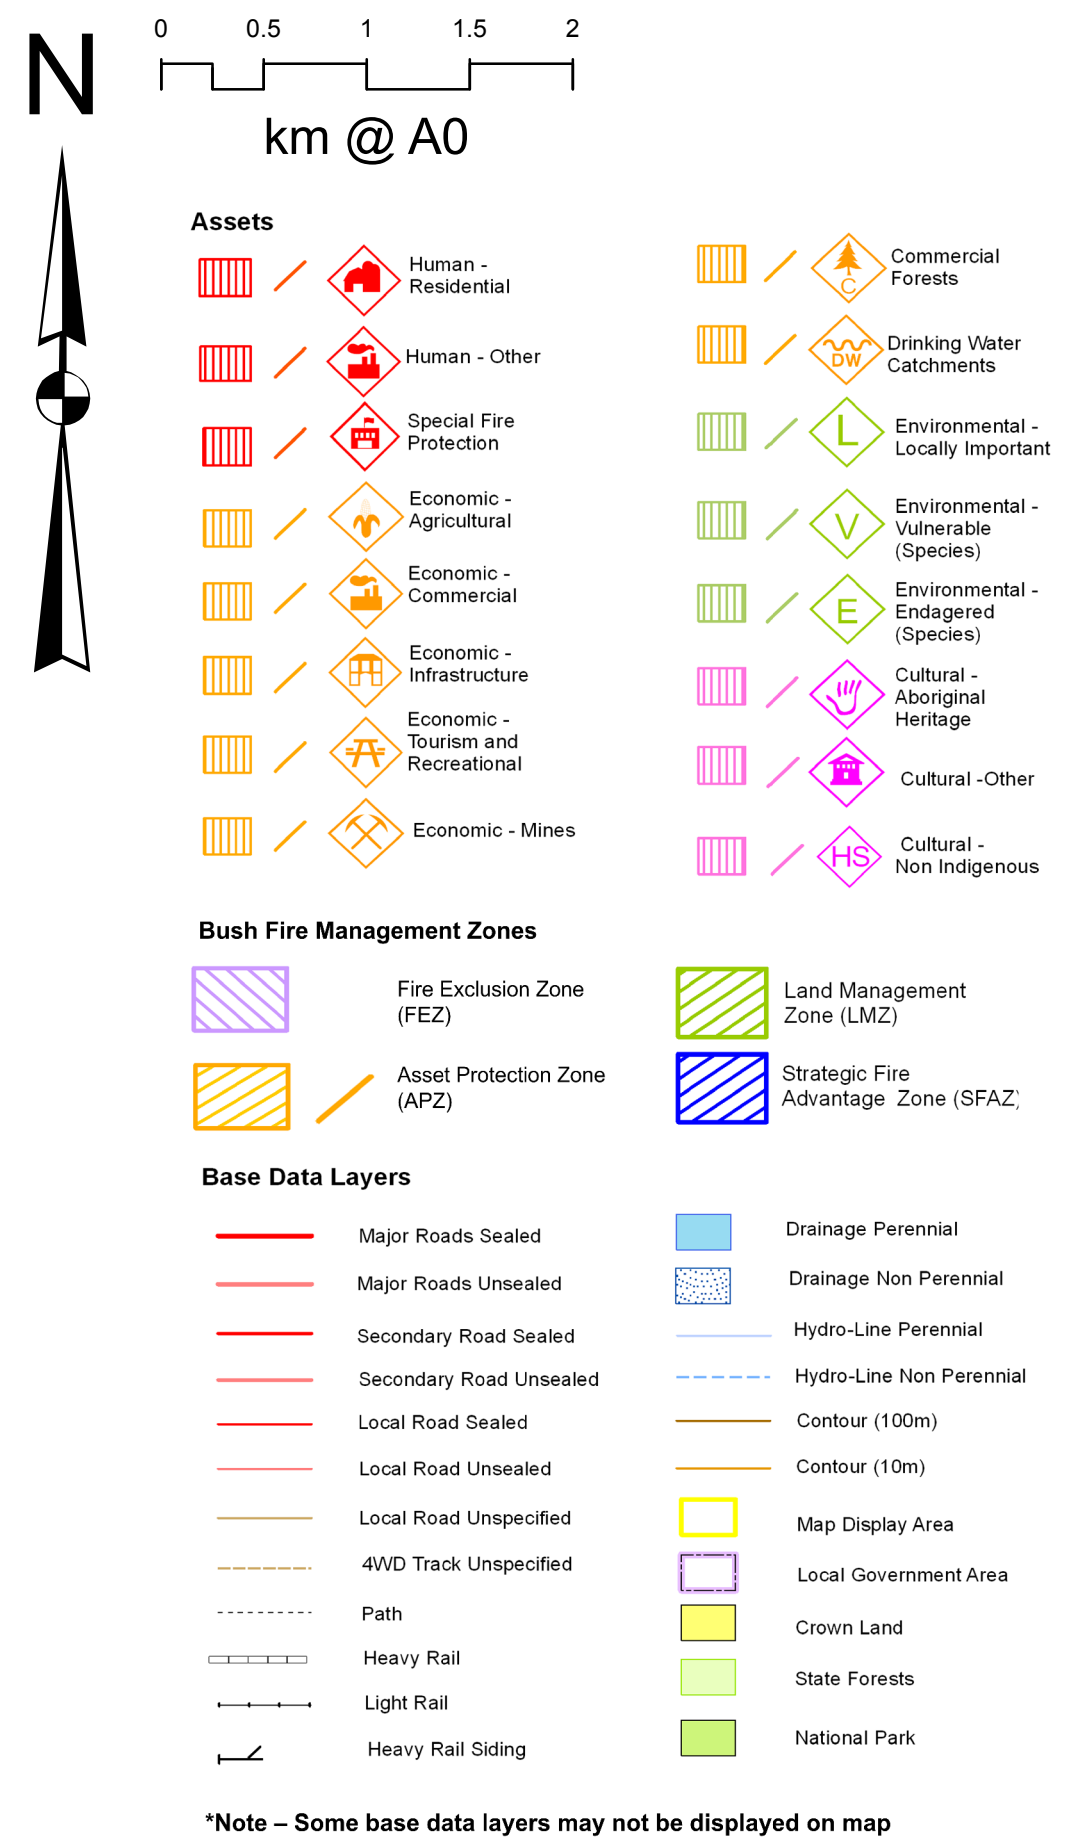 N
0 0.5 1 1.5 2
km @ A0
Assets
Human -
Residential
Human - Other
Special Fire
Protection
Economic -
Agricultural
Economic -
Commercial
Economic -
Infrastructure
Economic -
Tourism and
Recreational
Economic - Mines
C
Commercial
Forests
DW
Drinking Water
Catchments
L
Environmental -
Locally Important
V
Environmental -
Vulnerable
(Species)
E
Environmental -
Endagered
(Species)
Cultural -
Aboriginal
Heritage
Cultural -Other
HS
Cultural -
Non Indigenous
Bush Fire Management Zones
Fire Exclusion Zone
(FEZ)
Asset Protection Zone
(APZ)
Land Management
Zone (LMZ)
Strategic Fire
Advantage Zone (SFAZ)
Base Data Layers
Major Roads Sealed
Major Roads Unsealed
Secondary Road Sealed
Secondary Road Unsealed
Local Road Sealed
Local Road Unsealed
Local Road Unspecified
4WD Track Unspecified
Path
Heavy Rail
Light Rail
Heavy Rail Siding
Drainage Perennial
Drainage Non Perennial
Hydro-Line Perennial
Hydro-Line Non Perennial
Contour (100m)
Contour (10m)
Map Display Area
Local Government Area
Crown Land
State Forests
National Park
*Note – Some base data layers may not be displayed on map